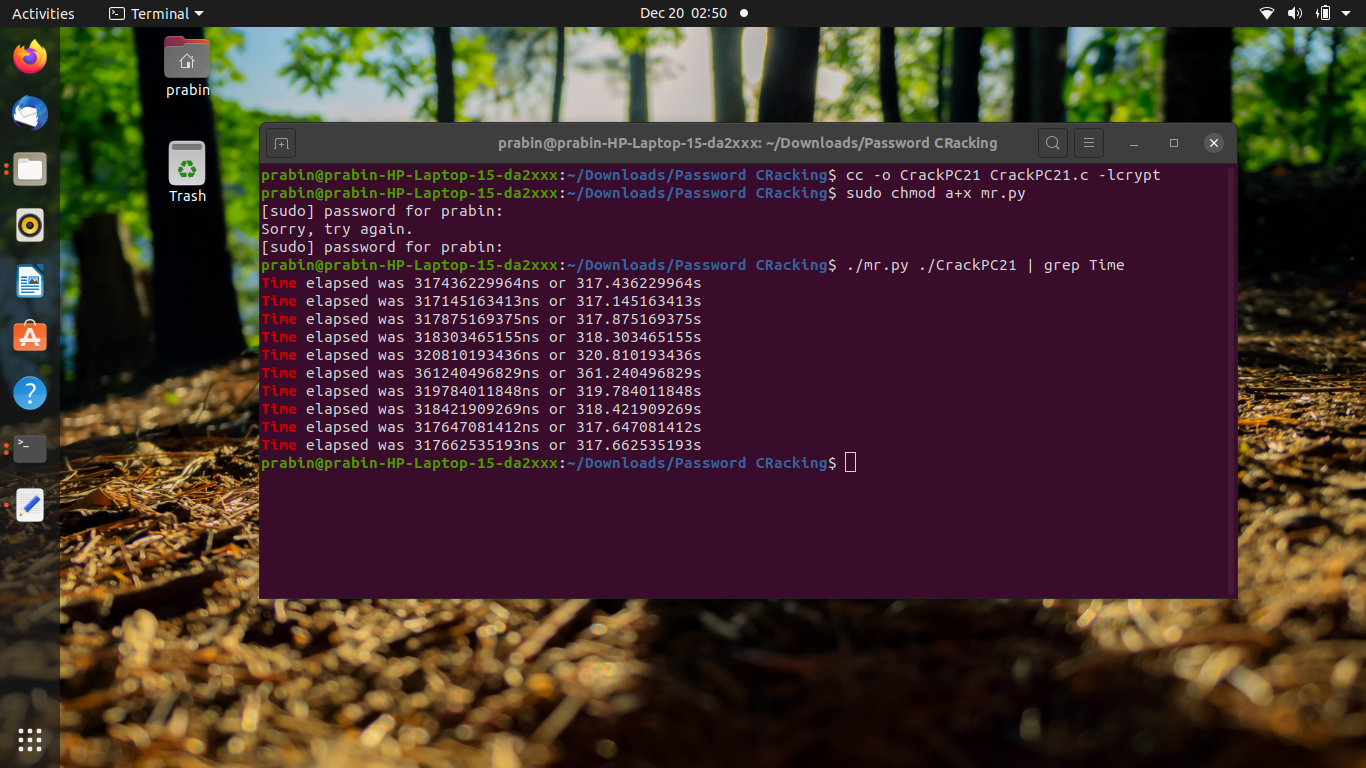 Activities
Terminal
Dec 20 02:50
prabin
Trash
prabin@prabin-HP-Laptop-15-da2xxx: ~/Downloads/Password CRacking
prabin@prabin-HP-Laptop-15-da2xxx:~/Downloads/Password CRacking$ cc -o CrackPC21 CrackPC21.c -lcrypt
prabin@prabin-HP-Laptop-15-da2xxx:~/Downloads/Password CRacking$ sudo chmod a+x mr.py
[sudo] password for prabin:
Sorry, try again.
[sudo] password for prabin:
prabin@prabin-HP-Laptop-15-da2xxx:~/Downloads/Password CRacking$ ./mr.py ./CrackPC21 | grep Time
Time elapsed was 317436229964ns or 317.436229964s
Time elapsed was 317145163413ns or 317.145163413s
Time elapsed was 317875169375ns or 317.875169375s
Time elapsed was 318303465155ns or 318.303465155s
Time elapsed was 320810193436ns or 320.810193436s
Time elapsed was 361240496829ns or 361.240496829s
Time elapsed was 319784011848ns or 319.784011848s
Time elapsed was 318421909269ns or 318.421909269s
Time elapsed was 317647081412ns or 317.647081412s
Time elapsed was 317662535193ns or 317.662535193s
prabin@prabin-HP-Laptop-15-da2xxx:~/Downloads/Password CRacking$